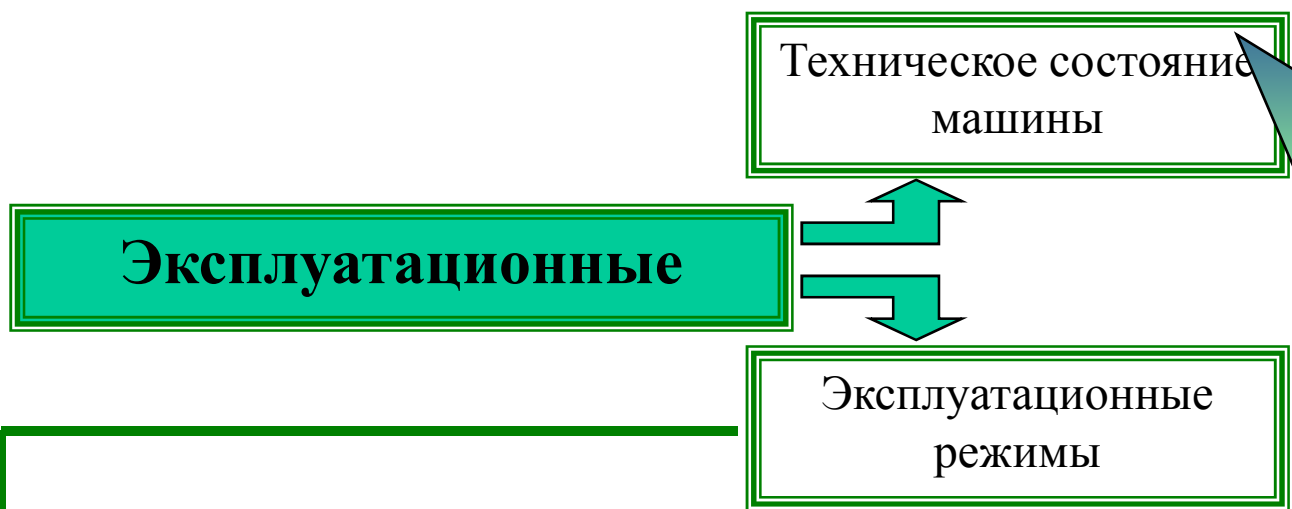 Техническое состояние
машины
Эксплуатационные
Эксплуатационные
режимы